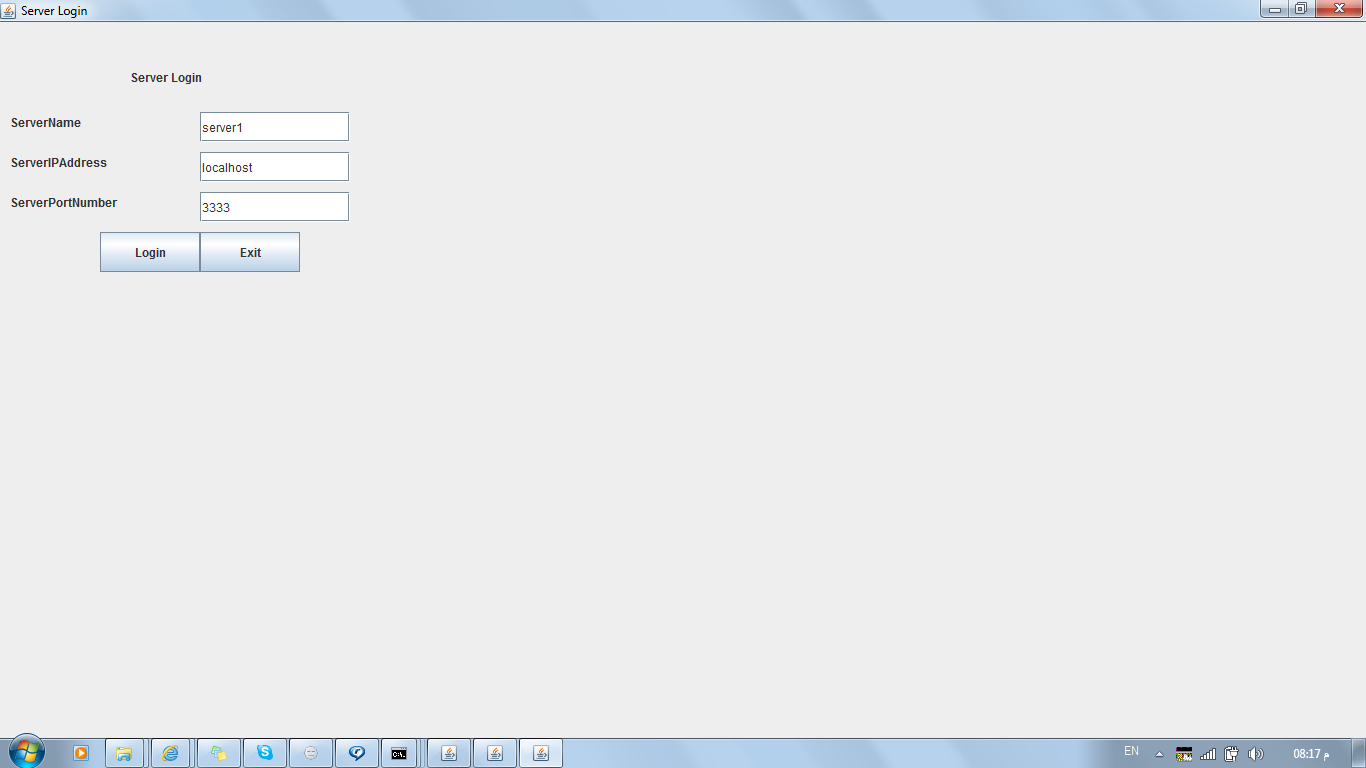 Server Login
Server Login
ServerName server1
ServerIPAddress localhost
ServerPortNumber 3333
Login Exit
C:\.
EN 08:17 م